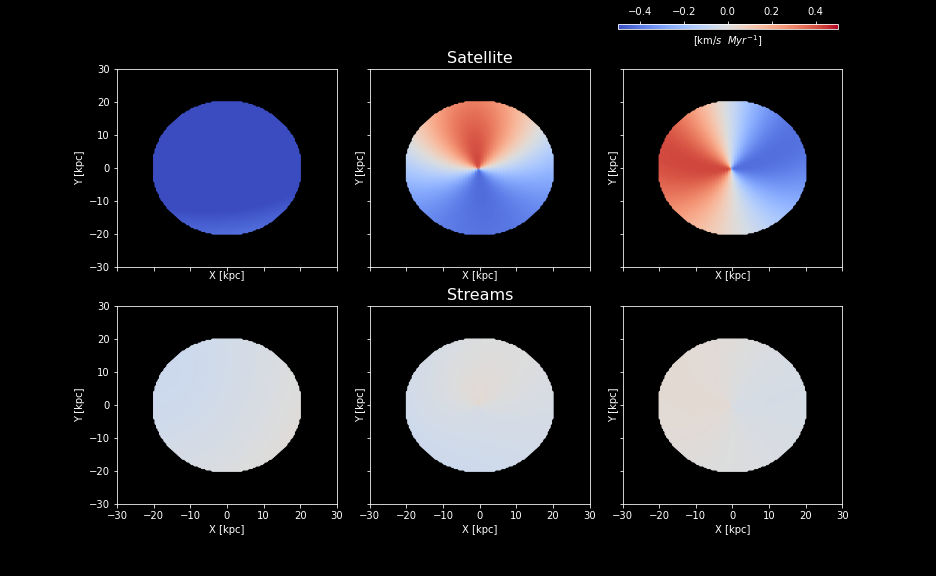 −0.4 −0.2 0.0 0.2 0.4
[km/s Myr⁻¹]
Satellite
30
20
10
0
−10
−20
−30
Y [kpc]
Y [kpc]
Y [kpc]
X [kpc] X [kpc] X [kpc]
Streams
30
20
10
0
−10
−20
−30
Y [kpc]
Y [kpc]
Y [kpc]
−30 −20 −10 0 10 20 30 −30 −20 −10 0 10 20 30 −30 −20 −10 0 10 20 30
X [kpc] X [kpc] X [kpc]